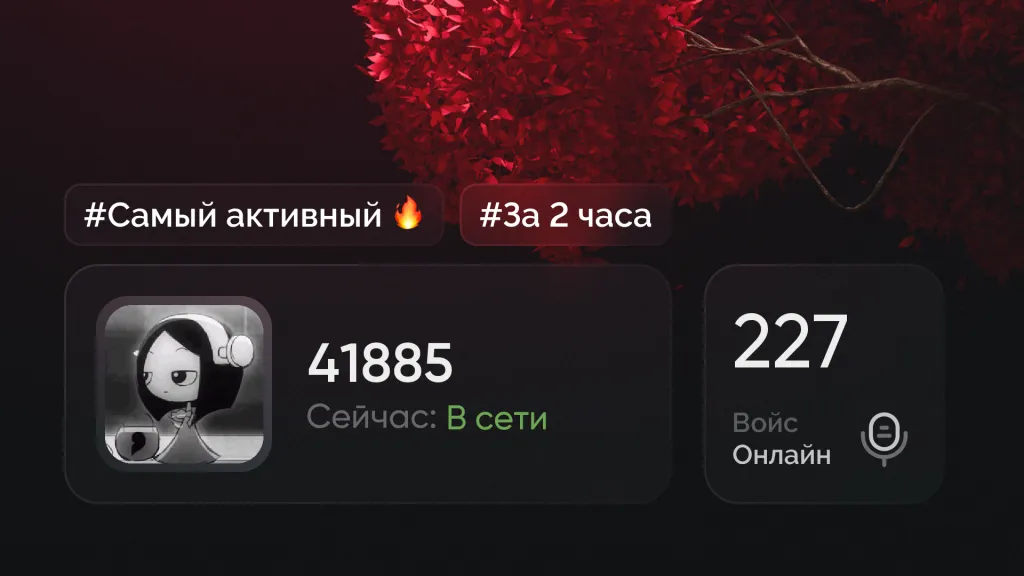 #Самый активный 🔥
#За 2 часа
41885
Сейчас: В сети
227
Войс
Онлайн